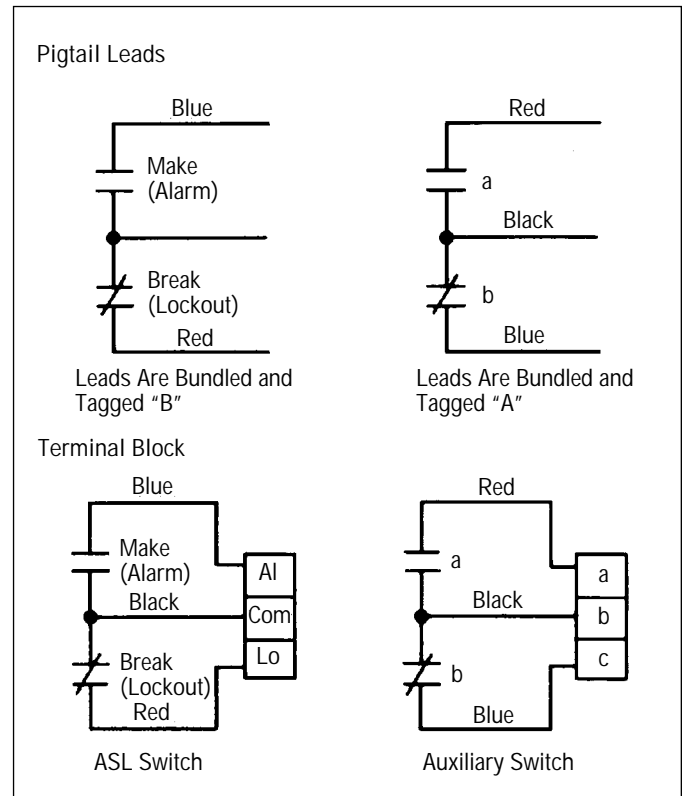 Pigtail Leads
Blue
Make
(Alarm)
Break
(Lockout)
Red
Leads Are Bundled and
Tagged “B”
Red
a
Black
b
Blue
Leads Are Bundled and
Tagged “A”
Terminal Block
Blue
Make
(Alarm)
Black
Break
(Lockout)
Red
Al
Com
Lo
ASL Switch
Red
a
Black
b
Blue
a
b
c
Auxiliary Switch